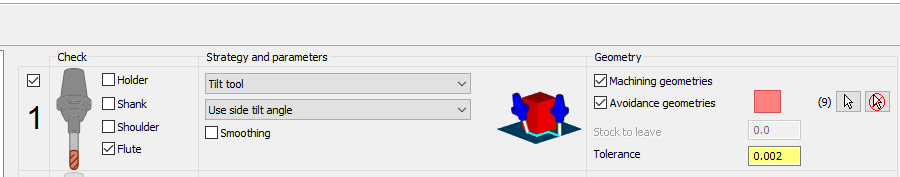 Check
Strategy and parameters
Geometry
1
Holder
Shank
Shoulder
Flute
Tilt tool
Use side tilt angle
Smoothing
Machining geometries
Avoidance geometries
(9)
Stock to leave
0.0
Tolerance
0.002